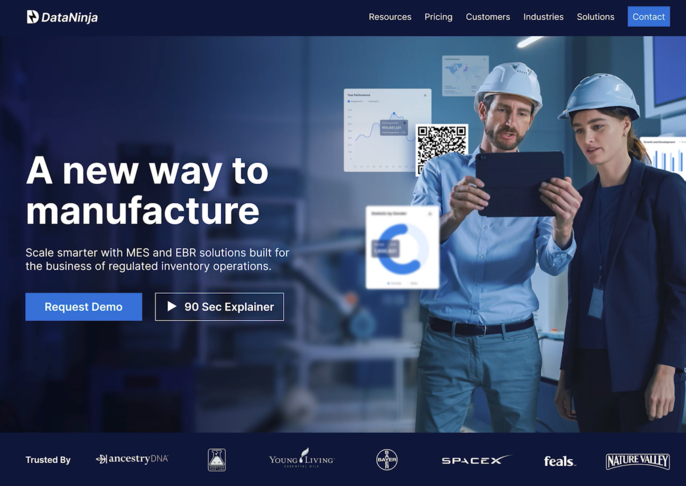 DataNinja
Resources Pricing Customers Industries Solutions Contact
A new way to
manufacture
Scale smarter with MES and EBR solutions built for
the business of regulated inventory operations.
Request Demo
90 Sec Explainer
Trusted By
ancestryDNA
YOUNG LIVING
ESSENTIAL OILS
BAYER
BAYER
SPACEX
feals.
NATURE VALLEY